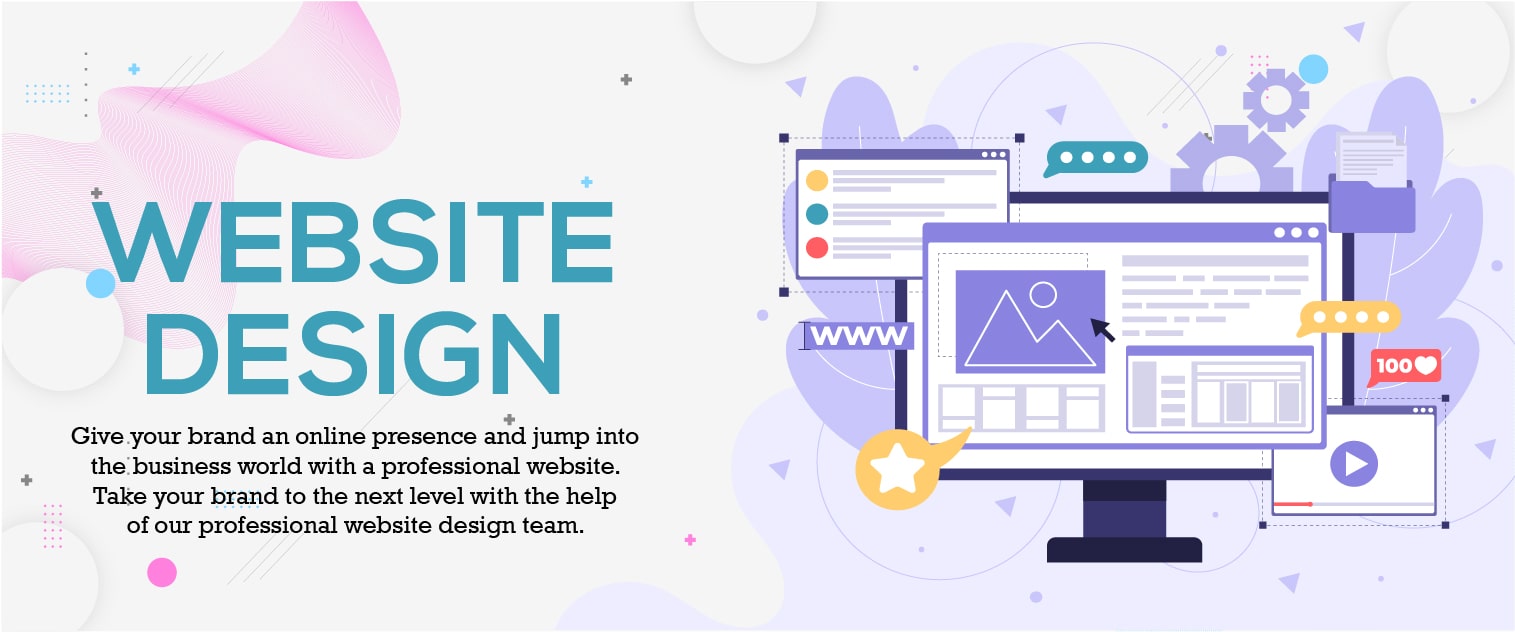 WEBSITE
DESIGN
Give your brand an online presence and jump into
the business world with a professional website.
Take your brand to the next level with the help
of our professional website design team.
WWW
100